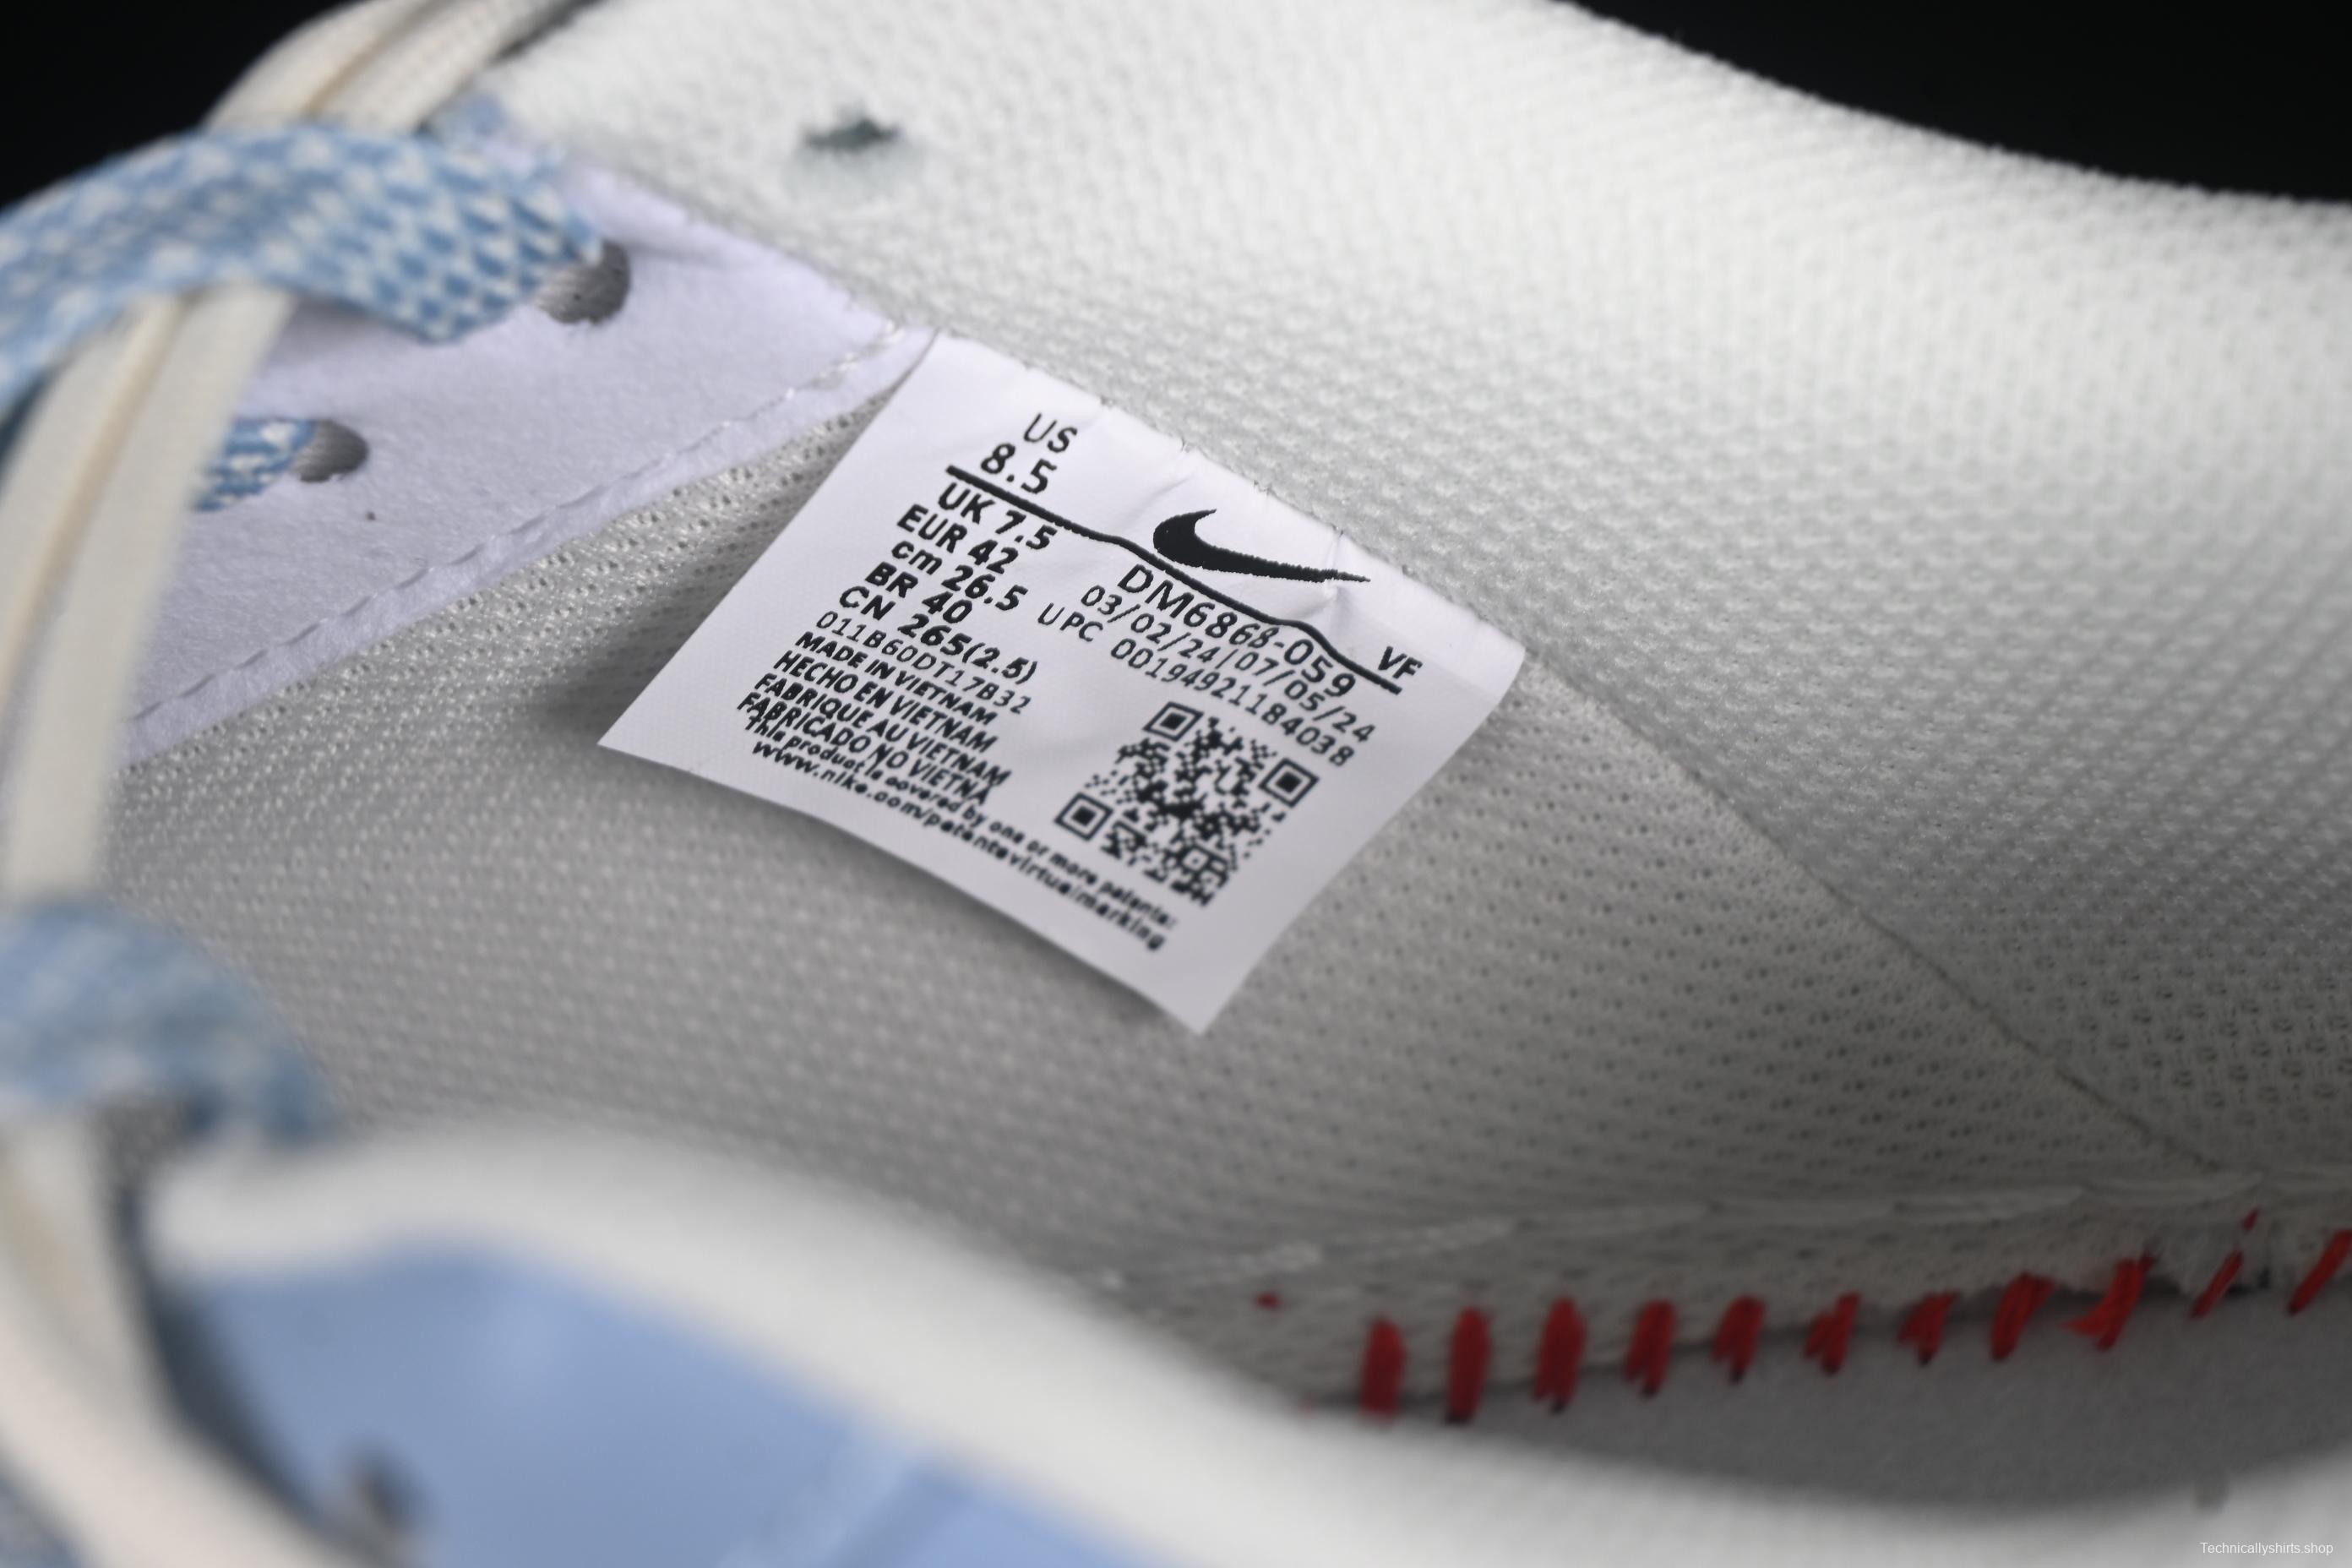 US
8.5
UK 7.5
EUR 42
cm 26.5
BR 40
CN 265(2.5)
011B60DT17B32
MADE IN VIETNAM
HECHO EN VIETNAM
FABRIQUE AU VIETNAM
FABRICADO NO VIETNA
This product is covered by one or more patents:
www.nike.com/patentsvirtualmarking
VF
DM6868-059
03/02/24|07/05/24
UPC 00194921184038
Technicallyshirts.shop